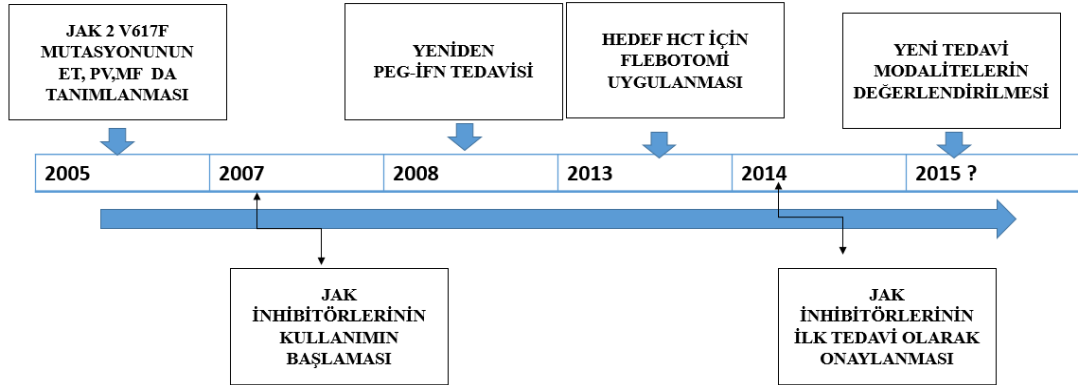 JAK 2 V617F
MUTASYONUNUN
ET, PV,MF DA
TANIMLANMASI
YENİDEN
PEG-İFN TEDAVİSİ
HEDEF HCT İÇİN
FLEBOTOMİ
UYGULANMASI
YENİ TEDAVİ
MODALİTELERİN
DEĞERLENDİRİLMESİ
2005
2007
2008
2013
2014
2015 ?
JAK
İNHİBİTÖRLERİNİN
KULLANIMIN
BAŞLAMASI
JAK
İNHİBİTÖRLERİNİN
İLK TEDAVİ OLARAK
ONAYLANMASI